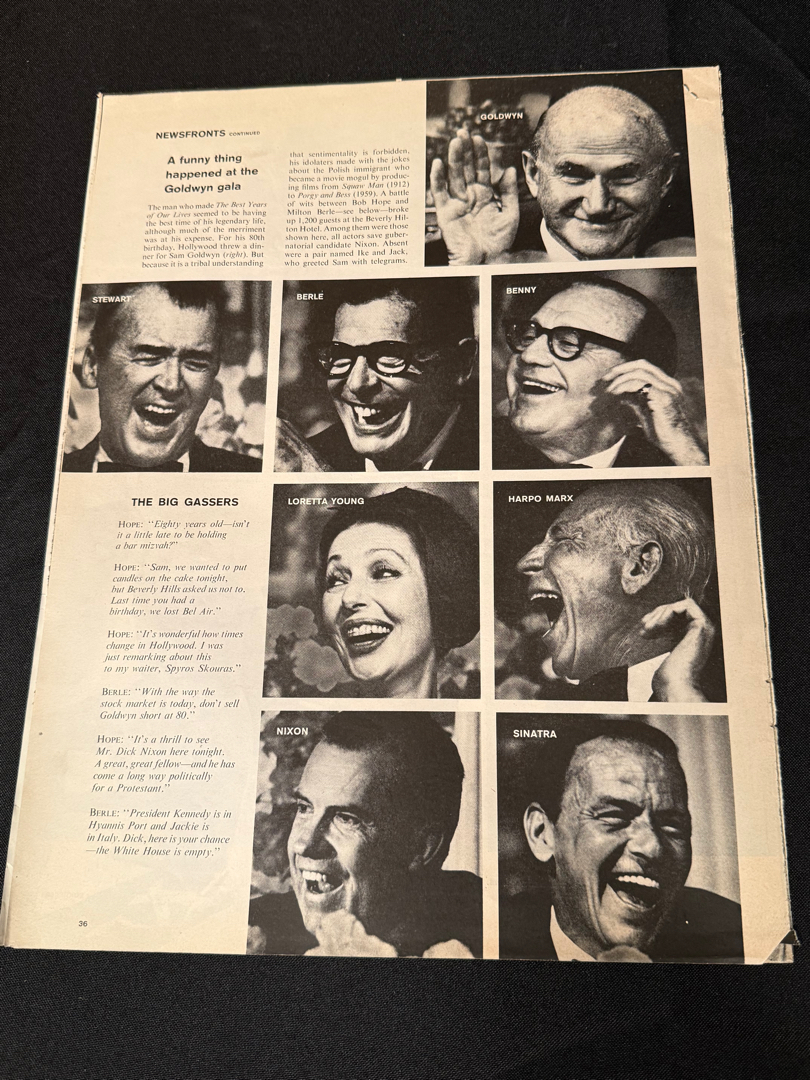 NEWSFRONTS CONTINUED
A funny thing
happened at the
Goldwyn gala
The man who made The Best Years
of Our Lives seemed to be having
the best time of his legendary life,
although much of the merriment
was at his expense. For his 80th
birthday, Hollywood threw a din-
ner for Sam Goldwyn (right). But
because it is a tribal understanding
that sentimentality is forbidden,
his idolaters made with the jokes
about the Polish immigrant who
became a movie mogul by produc-
ing films from Squaw Man (1912)
to Porgy and Bess (1959). A battle
of wits between Bob Hope and
Milton Berle—see below—broke
up 1,200 guests at the Beverly Hil-
ton Hotel. Among them were those
shown here, all actors save guber-
natorial candidate Nixon. Absent
were a pair named Ike and Jack,
who greeted Sam with telegrams.
GOLDWYN
STEWART
BERLE
BENNY
THE BIG GASSERS
HOPE: "Eighty years old—isn't
it a little late to be holding
a bar mizvah?"
HOPE: "Sam, we wanted to put
candles on the cake tonight,
but Beverly Hills asked us not to.
Last time you had a
birthday, we lost Bel Air."
HOPE: "It's wonderful how times
change in Hollywood. I was
just remarking about this
to my waiter, Spyros Skouras."
BERLE: "With the way the
stock market is today, don't sell
Goldwyn short at 80."
HOPE: "It's a thrill to see
Mr. Dick Nixon here tonight.
A great, great fellow—and he has
come a long way politically
for a Protestant."
BERLE: "President Kennedy is in
Hyannis Port and Jackie is
in Italy. Dick, here is your chance
—the White House is empty."
LORETTA YOUNG
HARPO MARX
NIXON
SINATRA
36